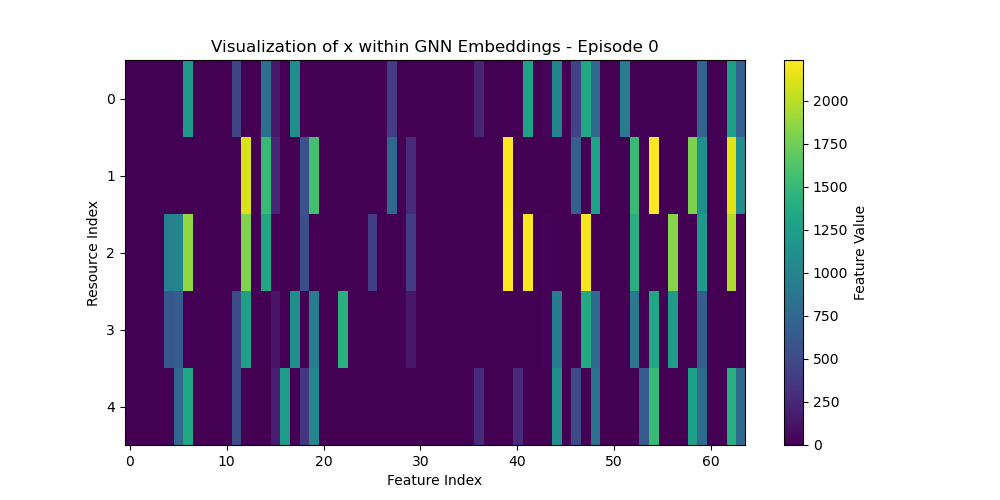 Visualization of x within GNN Embeddings - Episode 0
Resource Index
0
1
2
3
4
0 10 20 30 40 50 60
Feature Index
2000
1750
1500
1250
1000
750
500
250
0
Feature Value